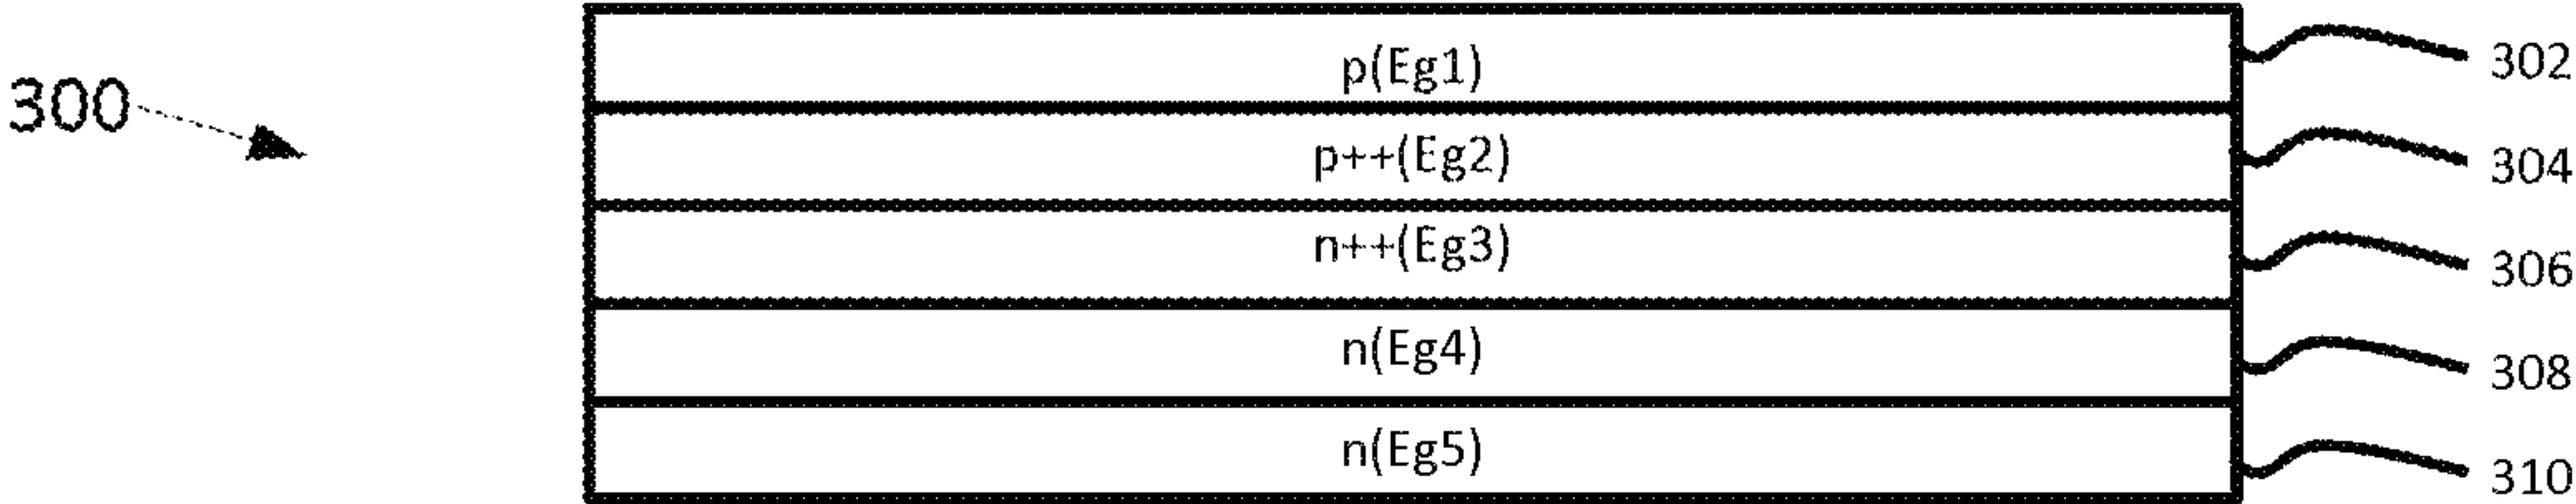 300
p(Eg1) 302
p++(Eg2) 304
n++(Eg3) 306
n(Eg4) 308
n(Eg5) 310